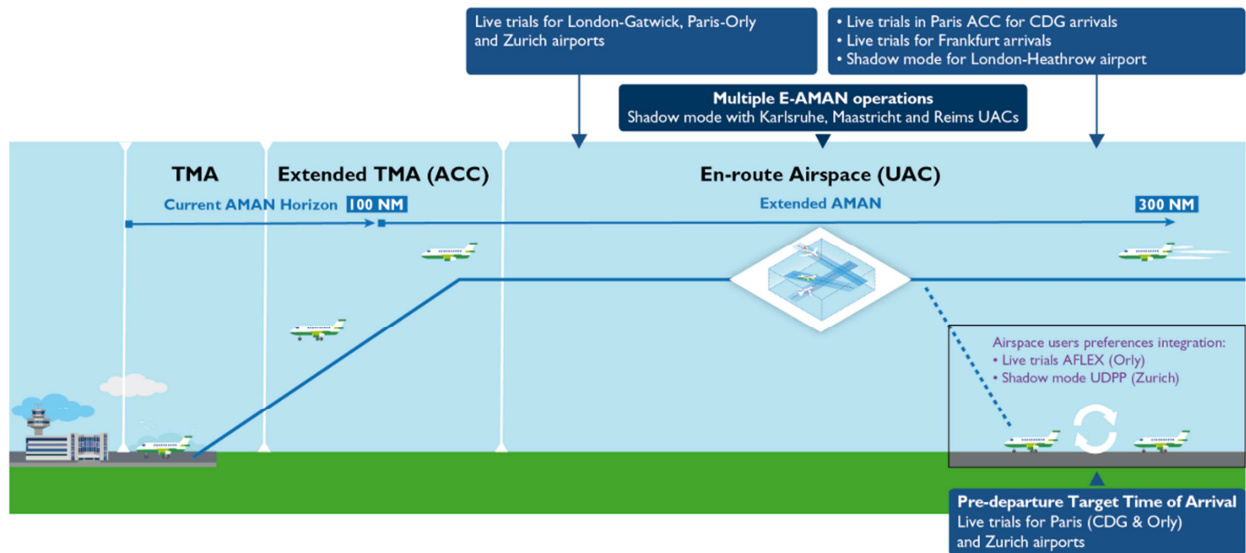 Live trials for London-Gatwick, Paris-Orly
and Zurich airports
• Live trials in Paris ACC for CDG arrivals
• Live trials for Frankfurt arrivals
• Shadow mode for London-Heathrow airport
Multiple E-AMAN operations
Shadow mode with Karlsruhe, Maastricht and Reims UACs
TMA
Extended TMA (ACC)
En-route Airspace (UAC)
Current AMAN Horizon
100 NM
Extended AMAN
300 NM
Airspace users preferences integration:
• Live trials AFLEX (Orly)
• Shadow mode UDPP (Zurich)
Pre-departure Target Time of Arrival
Live trials for Paris (CDG & Orly)
and Zurich airports